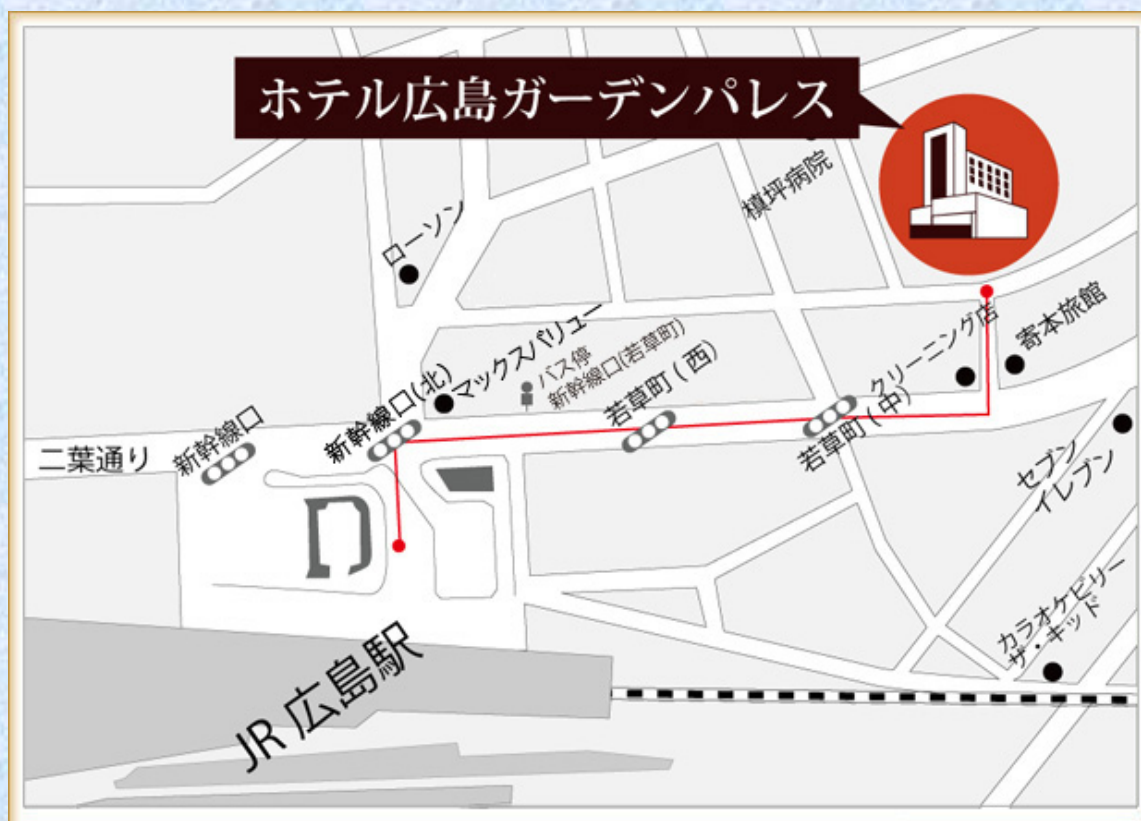 ホテル広島ガーデンパレス
槙坪病院
ローソン
マックスバリュー
バス停
新幹線口(若草町)
クリーニング店
寄本旅館
新幹線口(北)
若草町(西)
若草町(中)
二葉通り
新幹線口
セブン
イレブン
カラオケビリー
ザ・キッド
JR 広島駅